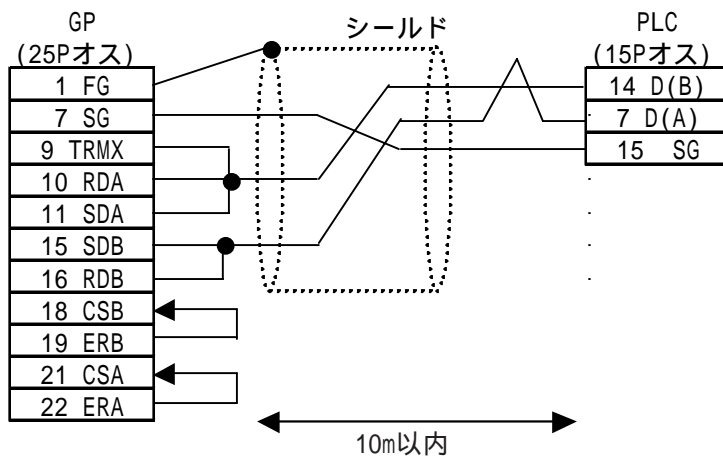 GP
(25Pオス)
1 FG
7 SG
9 TRMX
10 RDA
11 SDA
15 SDB
16 RDB
18 CSB
19 ERB
21 CSA
22 ERA
シールド
10m以内
PLC
(15Pオス)
14 D(B)
7 D(A)
15 SG